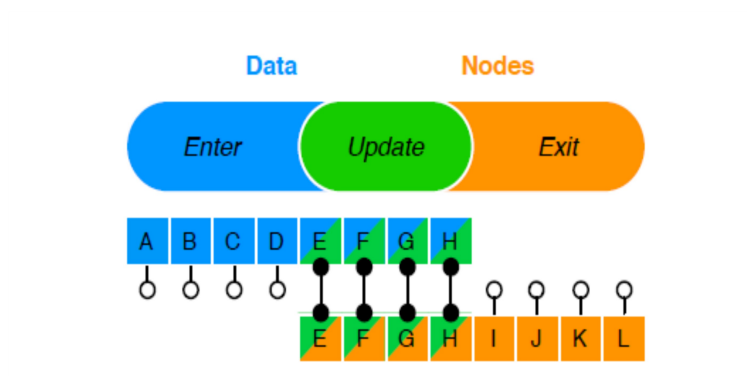 Data Nodes
Enter Update Exit
A B C D E F G H
E F G H I J K L